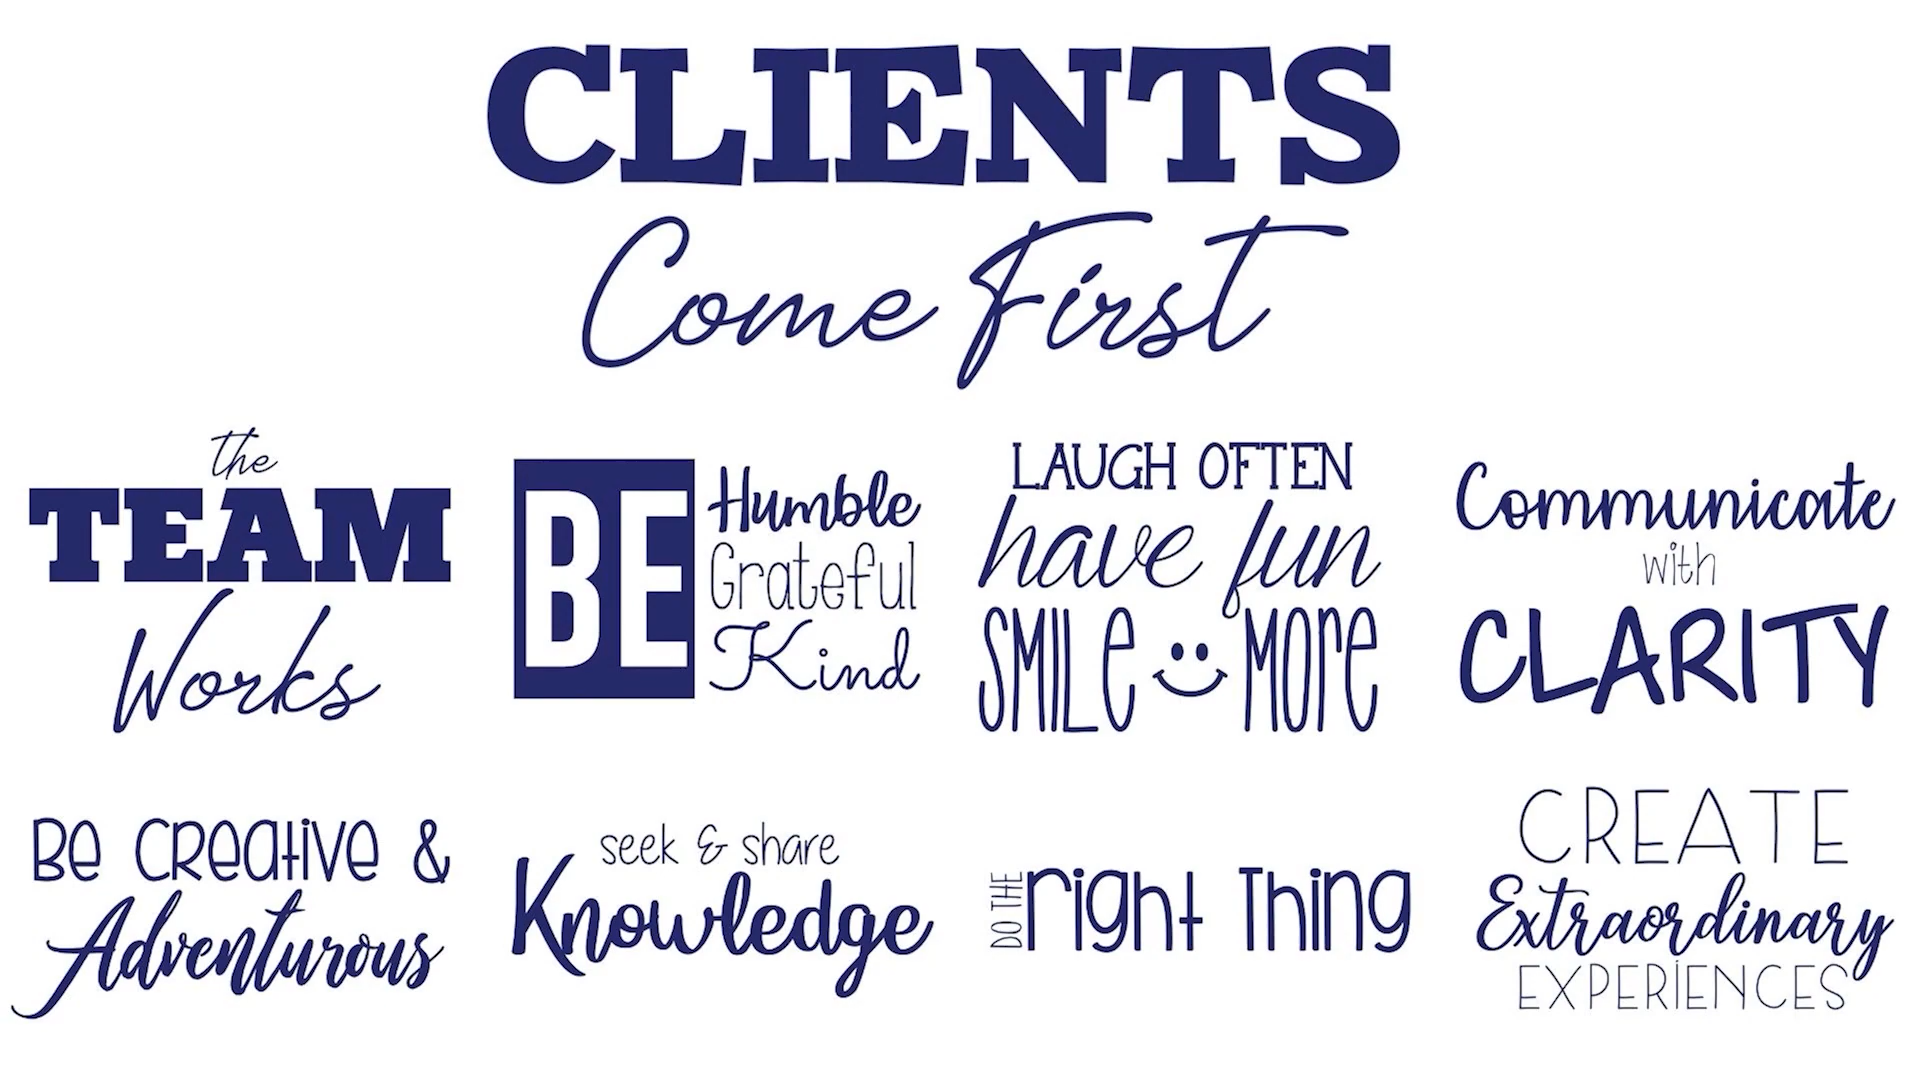 CLIENTS
Come First
the
TEAM
Works
BE
Humble
Grateful
Kind
LAUGH OFTEN
have fun
SMILE MORE
Communicate
with
CLARITY
Be Creative &
Adventurous
seek & share
Knowledge
DO THE
right Thing
CREATE
Extraordinary
EXPERIENCES